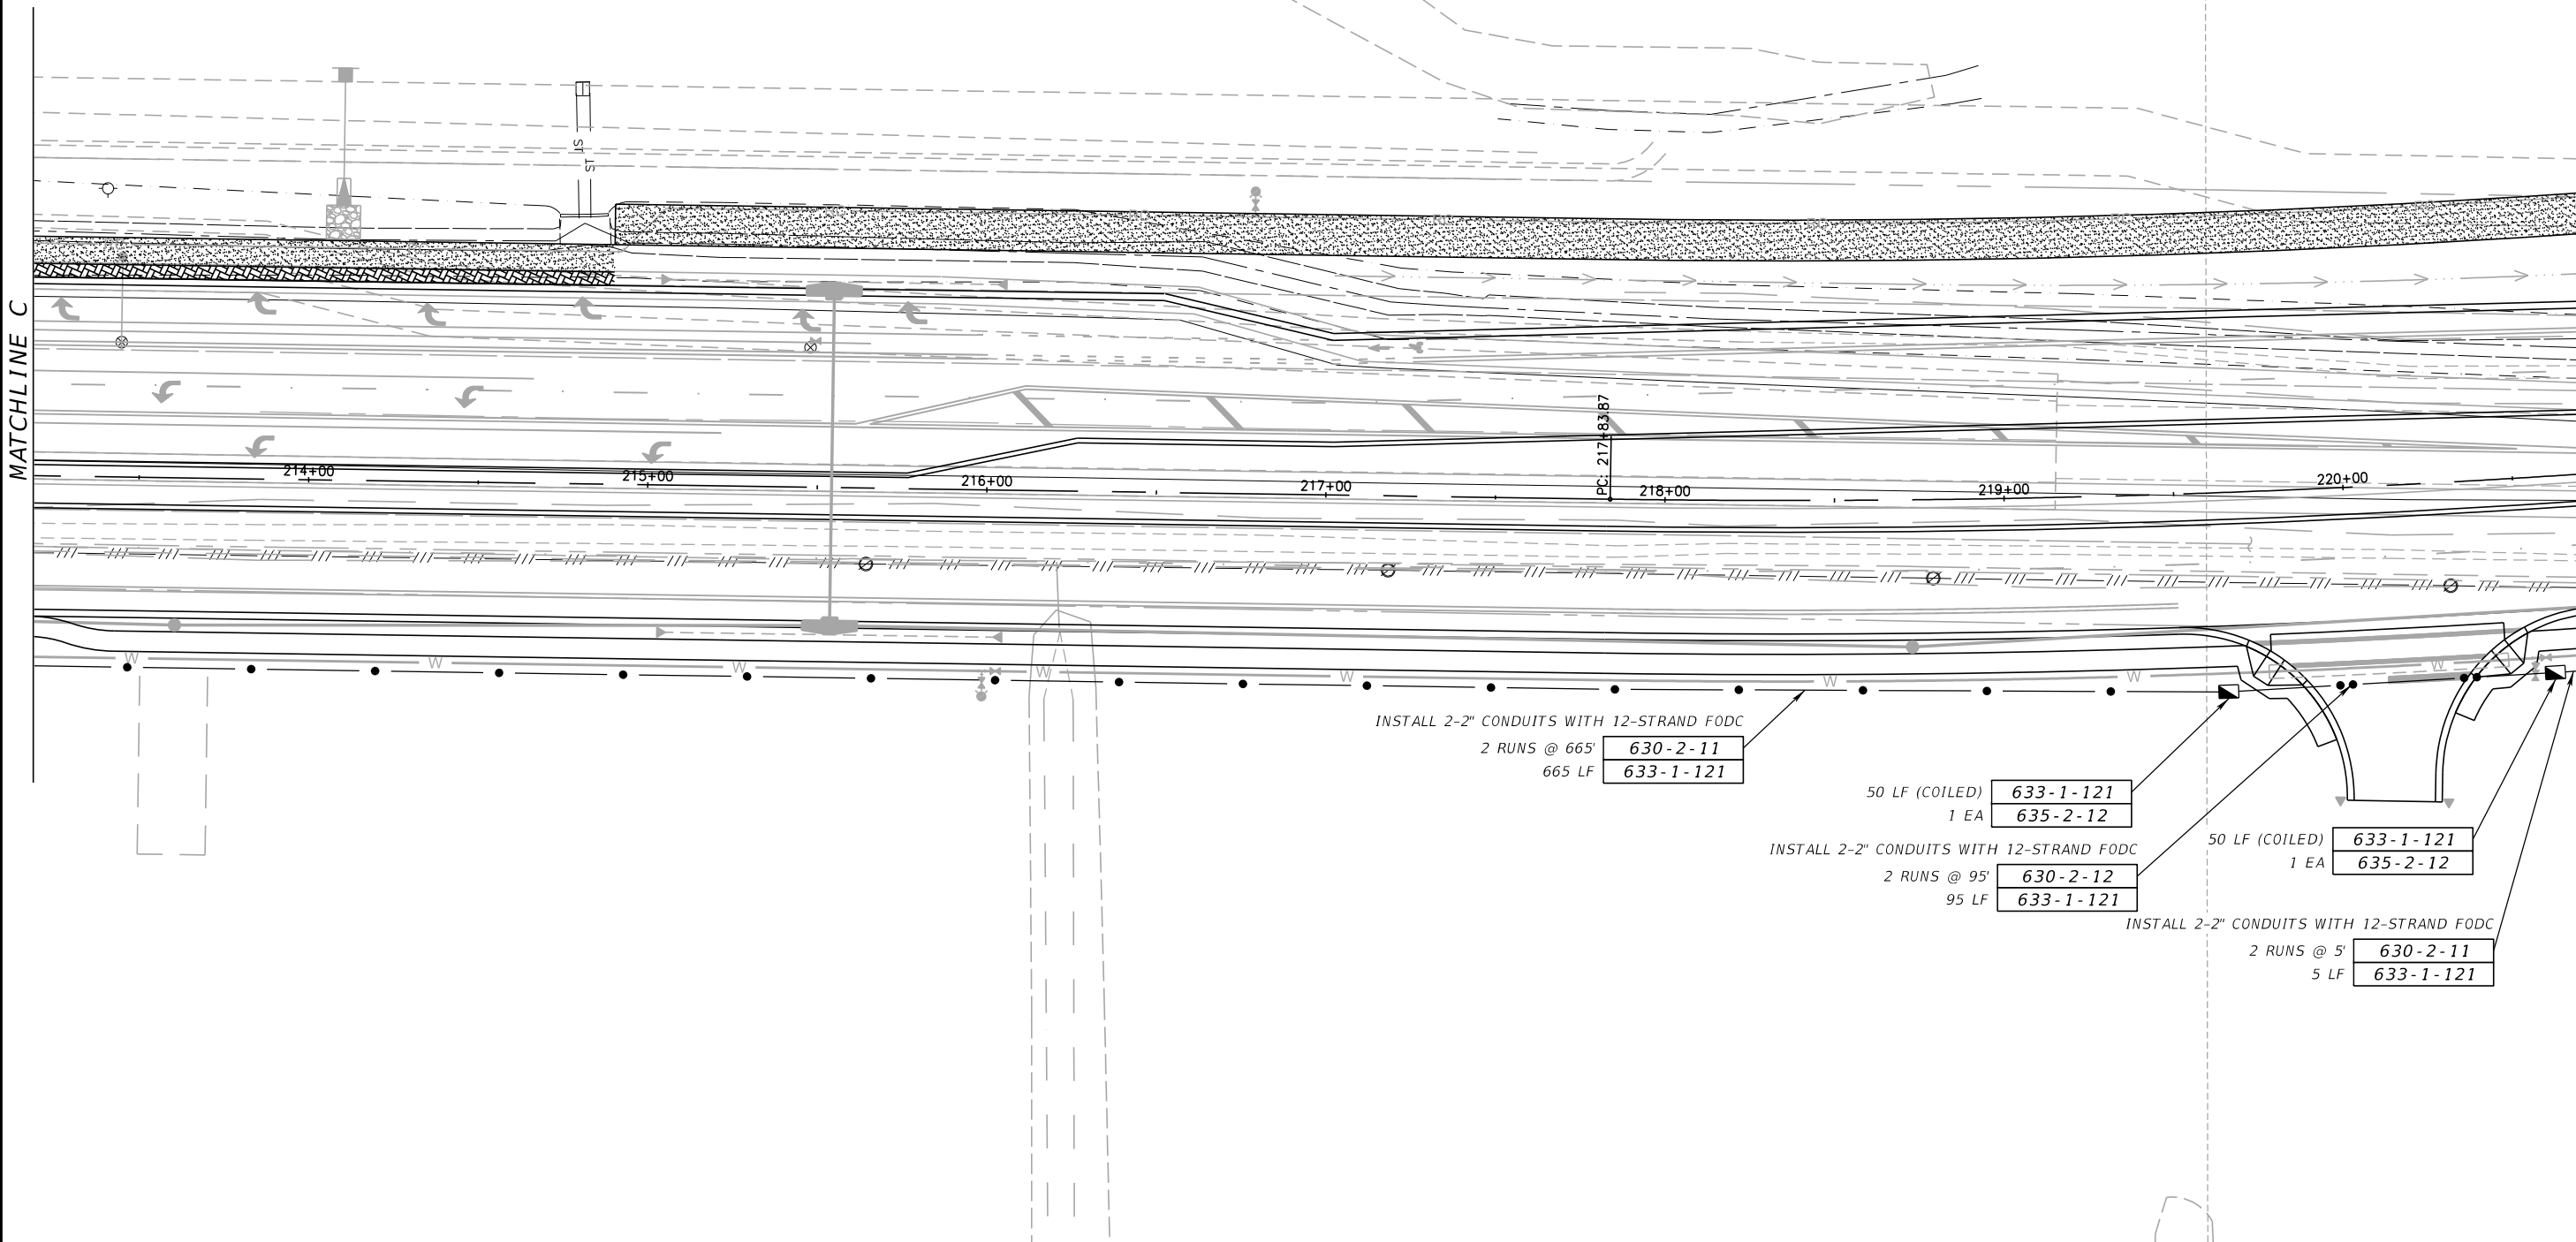 MATCHLINE C
ST
ST
214+00
215+00
216+00
217+00
PC: 217+83.87
218+00
219+00
220+00
W
W
W
W
W
W
W
W
INSTALL 2-2" CONDUITS WITH 12-STRAND FODC
2 RUNS @ 665' 630-2-11
665 LF 633-1-121
50 LF (COILED) 633-1-121
1 EA 635-2-12
INSTALL 2-2" CONDUITS WITH 12-STRAND FODC
2 RUNS @ 95' 630-2-12
95 LF 633-1-121
50 LF (COILED) 633-1-121
1 EA 635-2-12
INSTALL 2-2" CONDUITS WITH 12-STRAND FODC
2 RUNS @ 5' 630-2-11
5 LF 633-1-121